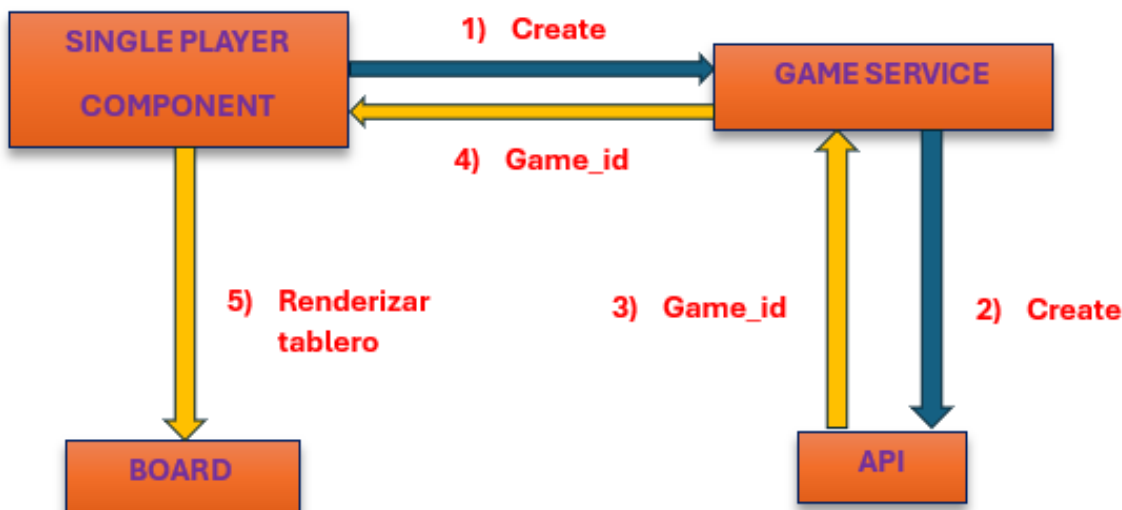 SINGLE PLAYER
COMPONENT
1) Create
GAME SERVICE
4) Game_id
5) Renderizar
tablero
3) Game_id
2) Create
BOARD
API